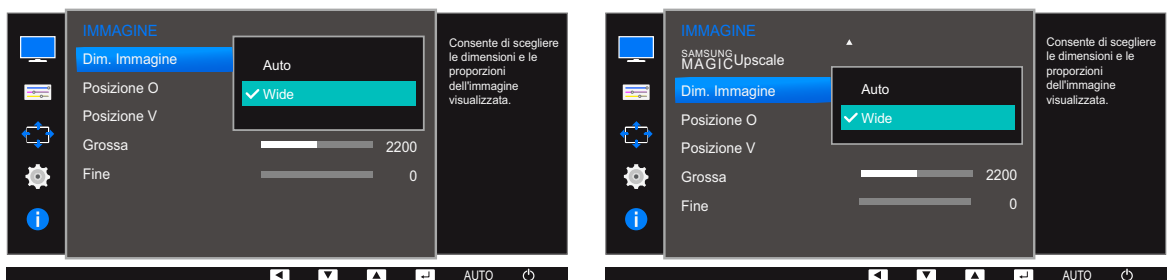 IMMAGINE
Dim. Immagine
Auto
Posizione O
Wide
Posizione V
Grossa
2200
Fine
0
Consente di scegliere
le dimensioni e le
proporzioni
dell'immagine
visualizzata.
AUTO
IMMAGINE
SAMSUNG
MAGIC Upscale
Dim. Immagine
Auto
Posizione O
Wide
Posizione V
Grossa
2200
Fine
0
Consente di scegliere
le dimensioni e le
proporzioni
dell'immagine
visualizzata.
AUTO